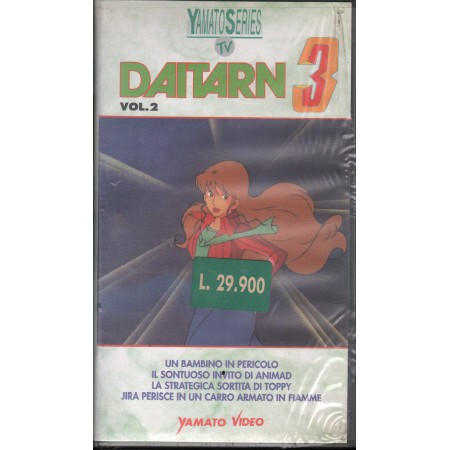 YAMATO SERIES
TV
DAITARN 3
VOL.2
L. 29.900
UN BAMBINO IN PERICOLO
IL SONTUOSO INVITO DI ANIMAD
LA STRATEGICA SORTITA DI TOPPY
JIRA PERISCE IN UN CARRO ARMATO IN FIAMME
YAMATO VIDEO